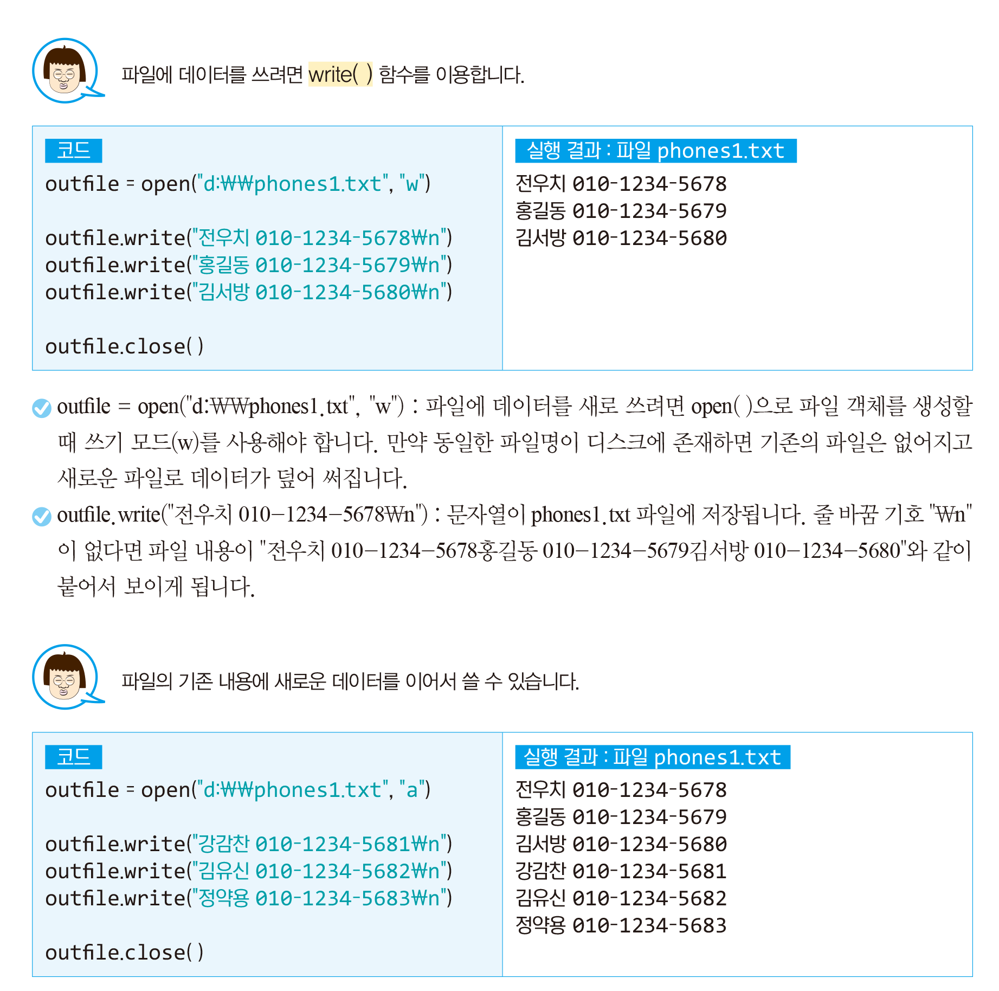 파일에 데이터를 쓰려면 write( ) 함수를 이용합니다.
코드
outfile = open("d:₩₩phones1.txt", "w")
outfile.write("전우치 010-1234-5678₩n")
outfile.write("홍길동 010-1234-5679₩n")
outfile.write("김서방 010-1234-5680₩n")
outfile.close( )
실행 결과 : 파일 phones1.txt
전우치 010-1234-5678
홍길동 010-1234-5679
김서방 010-1234-5680
outfile = open("d:₩₩phones1.txt", "w") : 파일에 데이터를 새로 쓰려면 open( )으로 파일 객체를 생성할
때 쓰기 모드(w)를 사용해야 합니다. 만약 동일한 파일명이 디스크에 존재하면 기존의 파일은 없어지고
새로운 파일로 데이터가 덮어 써집니다.
outfile.write("전우치 010-1234-5678₩n") : 문자열이 phones1.txt 파일에 저장됩니다. 줄 바꿈 기호 "₩n"
이 없다면 파일 내용이 "전우치 010-1234-5678홍길동 010-1234-5679김서방 010-1234-5680"와 같이
붙어서 보이게 됩니다.
파일의 기존 내용에 새로운 데이터를 이어서 쓸 수 있습니다.
코드
outfile = open("d:₩₩phones1.txt", "a")
outfile.write("강감찬 010-1234-5681₩n")
outfile.write("김유신 010-1234-5682₩n")
outfile.write("정약용 010-1234-5683₩n")
outfile.close( )
실행 결과 : 파일 phones1.txt
전우치 010-1234-5678
홍길동 010-1234-5679
김서방 010-1234-5680
강감찬 010-1234-5681
김유신 010-1234-5682
정약용 010-1234-5683